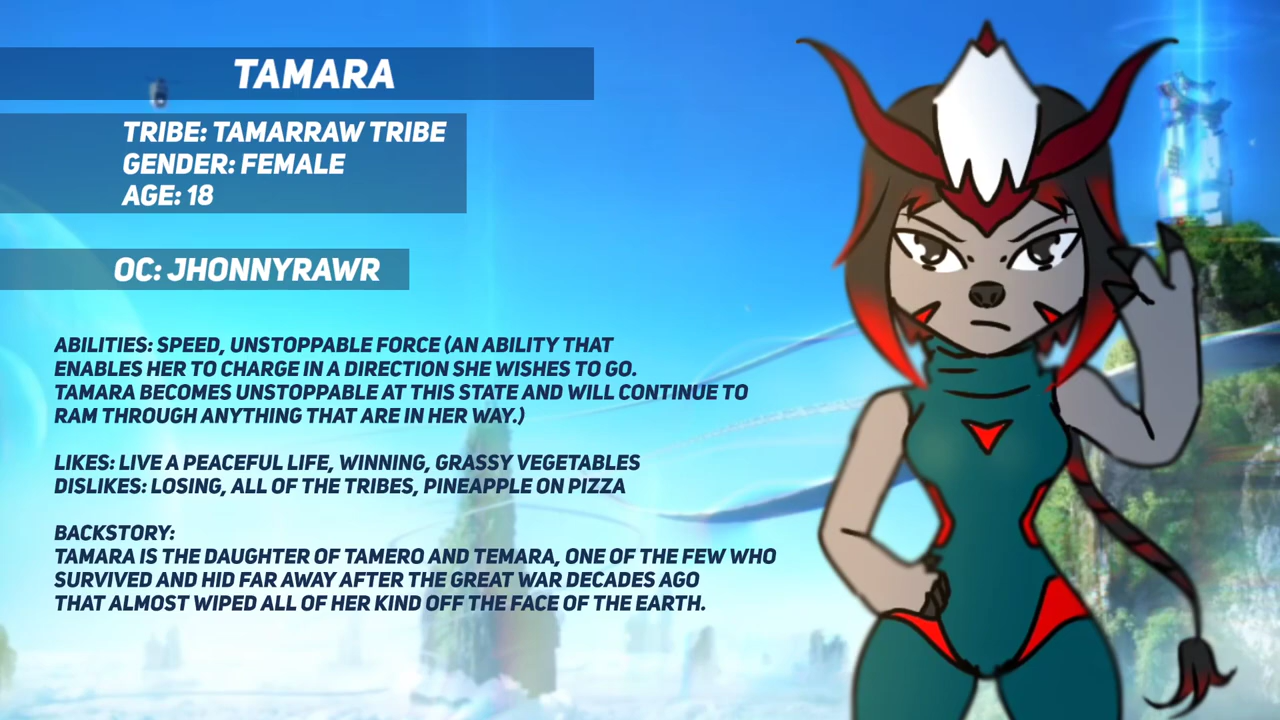 TAMARA
TRIBE: TAMARRAW TRIBE
GENDER: FEMALE
AGE: 18
OC: JHONNYRAWR
ABILITIES: SPEED, UNSTOPPABLE FORCE (AN ABILITY THAT
ENABLES HER TO CHARGE IN A DIRECTION SHE WISHES TO GO.
TAMARA BECOMES UNSTOPPABLE AT THIS STATE AND WILL CONTINUE TO
RAM THROUGH ANYTHING THAT ARE IN HER WAY.)
LIKES: LIVE A PEACEFUL LIFE, WINNING, GRASSY VEGETABLES
DISLIKES: LOSING, ALL OF THE TRIBES, PINEAPPLE ON PIZZA
BACKSTORY:
TAMARA IS THE DAUGHTER OF TAMERO AND TEMARA, ONE OF THE FEW WHO
SURVIVED AND HID FAR AWAY AFTER THE GREAT WAR DECADES AGO
THAT ALMOST WIPED ALL OF HER KIND OFF THE FACE OF THE EARTH.